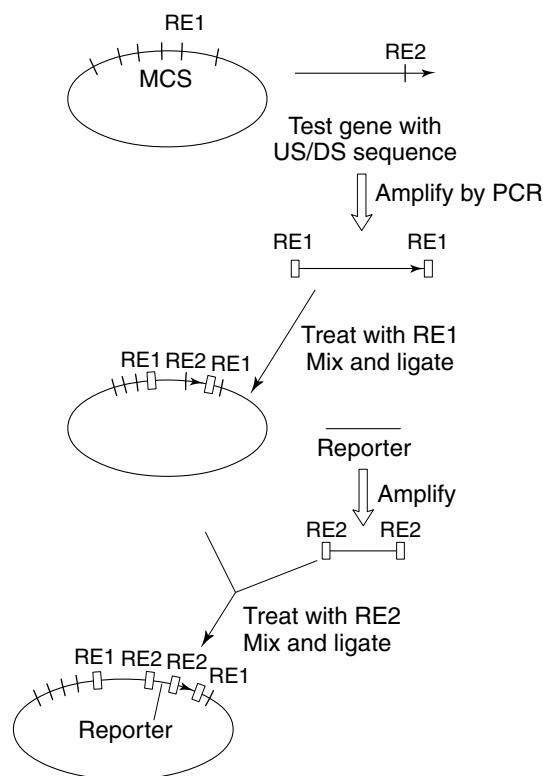 RE1
MCS
RE2
Test gene with
US/DS sequence
Amplify by PCR
RE1 RE1
Treat with RE1
Mix and ligate
RE1 RE2 RE1
Reporter
Amplify
RE2 RE2
Treat with RE2
Mix and ligate
RE1 RE2 RE2 RE1
Reporter